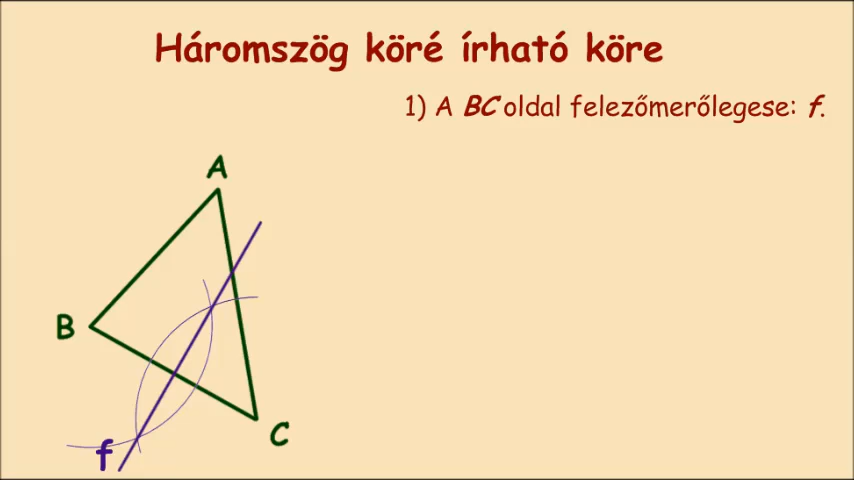 Háromszög köré írható köre
1) A BC oldal felezőmerőlegese: f.
A
B
C
f